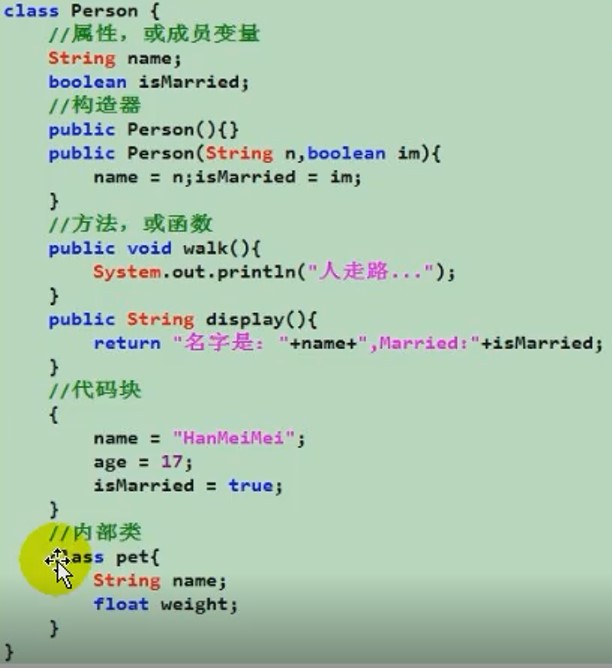 class Person {
//属性，或成员变量
String name;
boolean isMarried;
//构造器
public Person(){}
public Person(String n,boolean im){
name = n;isMarried = im;
}
//方法，或函数
public void walk(){
System.out.println("人走路...");
}
public String display(){
return "名字是："+name+",Married:"+isMarried;
}
//代码块
{
name = "HanMeiMei";
age = 17;
isMarried = true;
}
//内部类
class pet{
String name;
float weight;
}
}